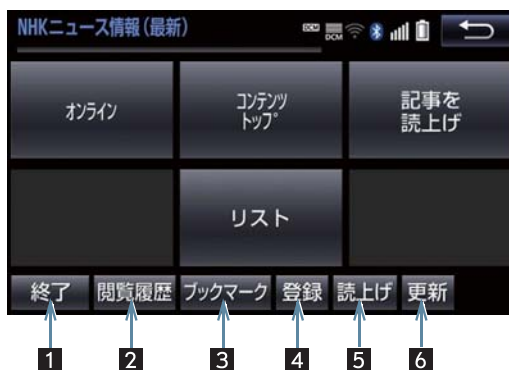 NHKニュース情報(最新)
DCM
DCM
オンライン
コンテンツ
トップ
記事を
読上げ
リスト
終了 閲覧履歴 ブックマーク 登録 読上げ 更新
1 2 3 4 5 6